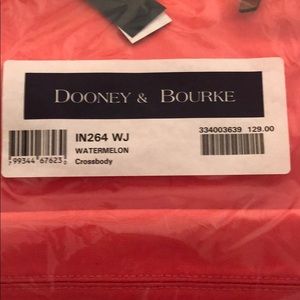 DOONEY & BOURKE
IN264 WJ
WATERMELON
Crossbody
334003639 129.00
99344 67623